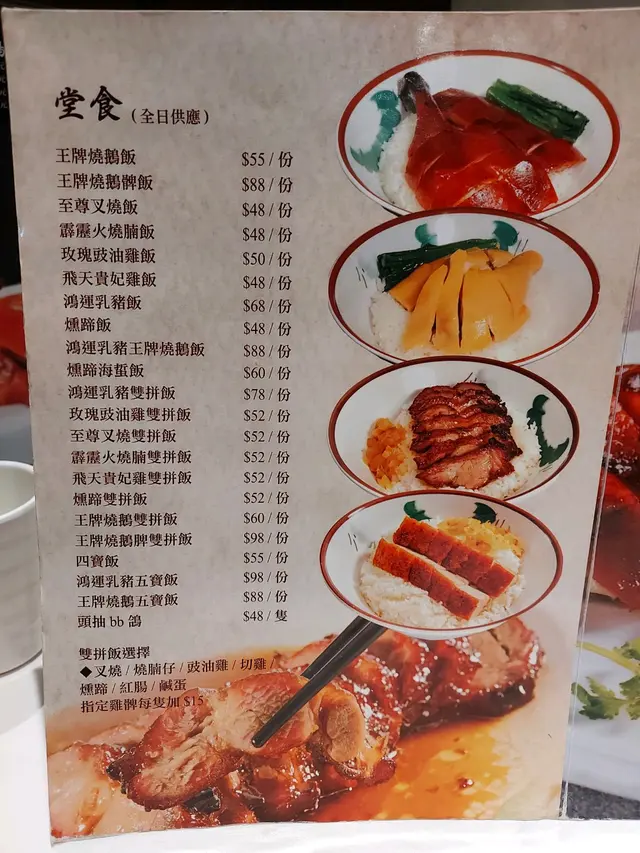 堂食（全日供應）
王牌燒鵝飯 $55 / 份
王牌燒鵝髀飯 $88 / 份
至尊叉燒飯 $48 / 份
霹靂火燒腩飯 $48 / 份
玫瑰豉油雞飯 $50 / 份
飛天貴妃雞飯 $48 / 份
鴻運乳豬飯 $68 / 份
燻蹄飯 $48 / 份
鴻運乳豬王牌燒鵝飯 $88 / 份
燻蹄海蜇飯 $60 / 份
鴻運乳豬雙拼飯 $78 / 份
玫瑰豉油雞雙拼飯 $52 / 份
至尊叉燒雙拼飯 $52 / 份
霹靂火燒腩雙拼飯 $52 / 份
飛天貴妃雞雙拼飯 $52 / 份
燻蹄雙拼飯 $52 / 份
王牌燒鵝雙拼飯 $60 / 份
王牌燒鵝脾雙拼飯 $98 / 份
四寶飯 $55 / 份
鴻運乳豬五寶飯 $98 / 份
王牌燒鵝五寶飯 $88 / 份
頭抽 bb 鴿 $48 / 隻
雙拼飯選擇
◆叉燒 / 燒腩仔 / 豉油雞 / 切雞 /
燻蹄 / 紅腸 / 鹹蛋
指定雞髀每隻加 $15